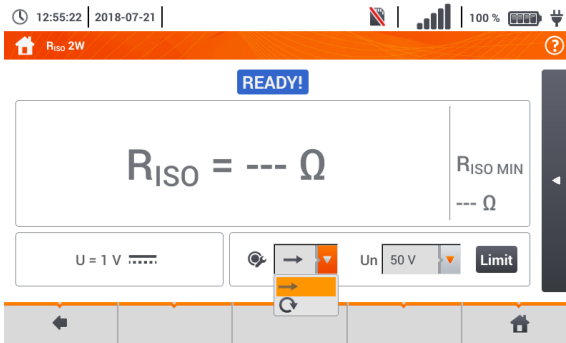 12:55:22 2018-07-21 100 %
RISO 2W
READY!
RISO = --- Ω
RISO MIN
--- Ω
U = 1 V
Un 50 V Limit